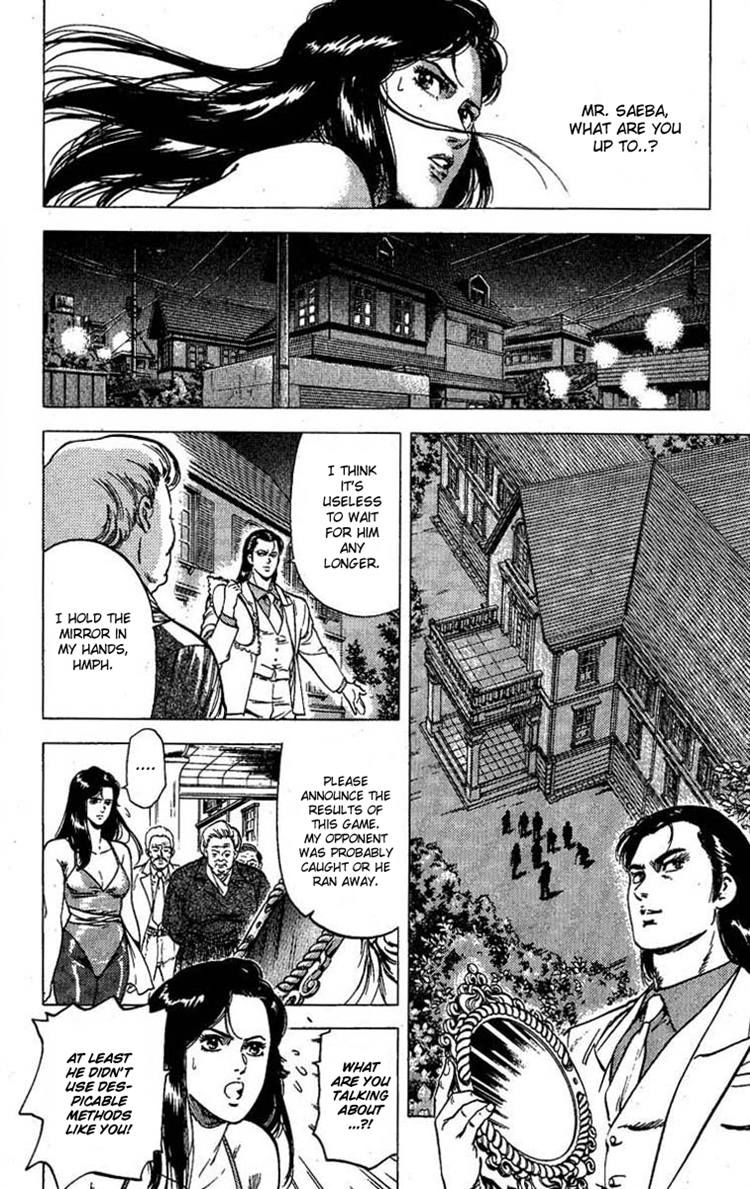 MR. SAEBA,
WHAT ARE YOU
UP TO..?
I THINK
IT'S
USELESS
TO WAIT
FOR HIM
ANY
LONGER.
I HOLD THE
MIRROR IN
MY HANDS,
HMPH.
PLEASE
ANNOUNCE THE
RESULTS OF
THIS GAME.
MY OPPONENT
WAS PROBABLY
CAUGHT OR HE
RAN AWAY.
....
WHAT
ARE YOU
TALKING
ABOUT
...?!
AT LEAST
HE DIDN'T
USE DES-
PICABLE
METHODS
LIKE YOU!